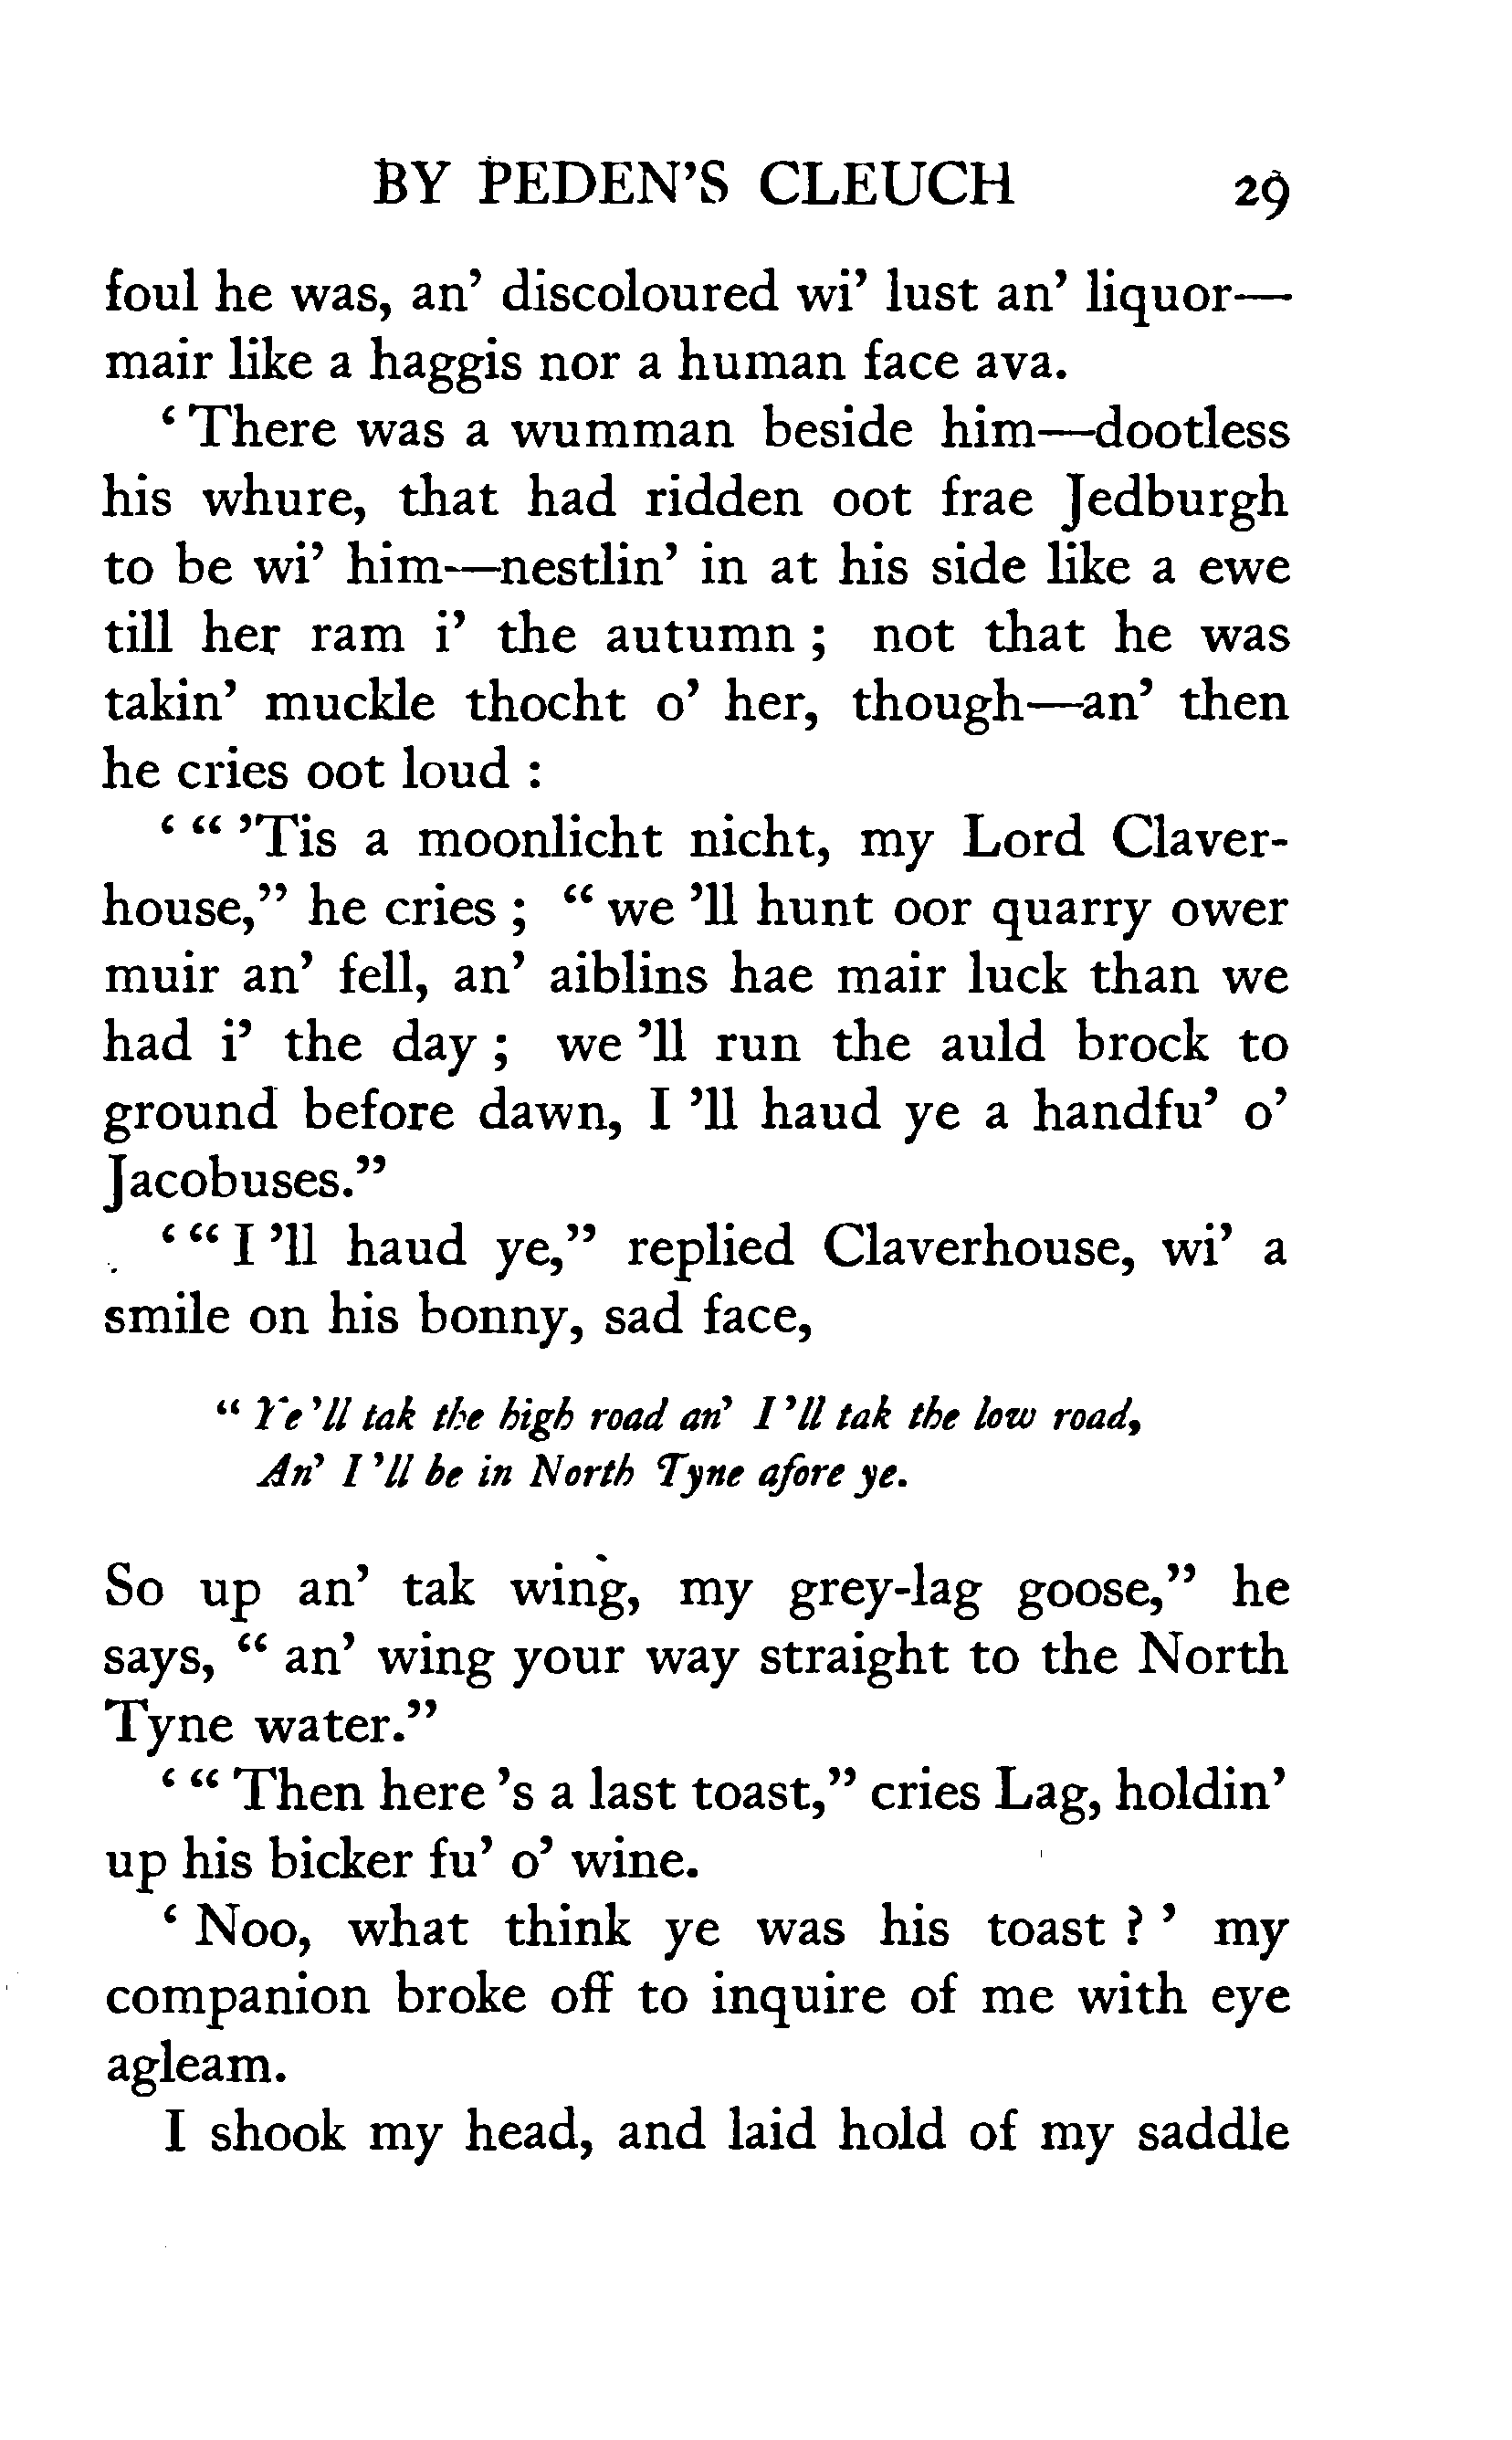 BY PEDEN'S CLEUCH 29
foul he was, an' discoloured wi' lust an' liquor—
mair like a haggis nor a human face ava.
‘ There was a wumman beside him—dootless
his whure, that had ridden oot frae Jedburgh
to be wi’ him—nestlin’ in at his side like a ewe
till her ram i’ the autumn ; not that he was
takin’ muckle thocht o’ her, though—an’ then
he cries oot loud :
‘ “ ’Tis a moonlicht nicht, my Lord Claver-
house,” he cries ; “ we ’ll hunt oor quarry ower
muir an’ fell, an’ aiblins hae mair luck than we
had i’ the day ; we ’ll run the auld brock to
ground before dawn, I ’ll haud ye a handfu’ o’
Jacobuses.”
‘ “ I ’ll haud ye,” replied Claverhouse, wi’ a
smile on his bonny, sad face,
“ Ye ’ll tak the high road an’ I ’ll tak the low road,
An’ I ’ll be in North Tyne afore ye.
So up an’ tak wing, my grey-lag goose,” he
says, “ an’ wing your way straight to the North
Tyne water.”
‘ “ Then here ’s a last toast,” cries Lag, holdin’
up his bicker fu’ o’ wine.
‘ Noo, what think ye was his toast ? ’ my
companion broke off to inquire of me with eye
agleam.
I shook my head, and laid hold of my saddle